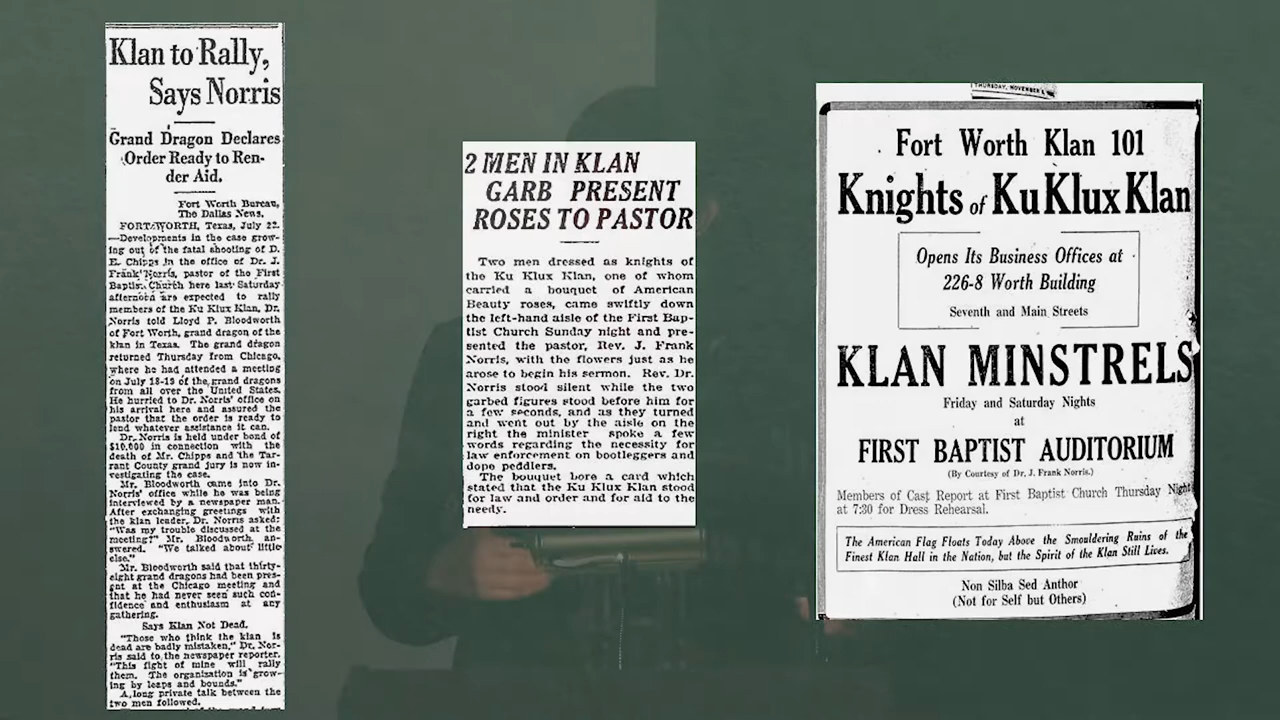 Klan to Rally,
Says Norris
Grand Dragon Declares
Order Ready to Ren-
der Aid.
Fort Worth Bureau,
The Dallas News.
FORT WORTH, Texas, July 22.
—Developments in the case grow-
ing out of the fatal shooting of D.
E. Chipps in the office of Dr. J.
Frank Norris, pastor of the First
Baptist Church here last Saturday
afternoon are expected to rally
members of the Ku Klux Klan, Dr.
Norris told Lloyd P. Bloodworth
of Fort Worth, grand dragon of the
klan in Texas. The grand dragon
returned Thursday from Chicago,
where he had attended a meeting
on July 18-19 of the grand dragons
from all over the United States.
He hurried to Dr. Norris' office on
his arrival here and assured the
pastor that the order is ready to
lend whatever assistance it can.
Dr. Norris is held under bond of
$10,000 in connection with the
death of Mr. Chipps and the Tar-
rant County grand jury is now in-
vestigating the case.
Mr. Bloodworth came into Dr.
Norris' office while he was being
interviewed by a newspaper man.
After exchanging greetings with
the klan leader, Dr. Norris asked:
"Was my trouble discussed at the
meeting?" Mr. Bloodworth, an-
swered. "We talked about little
else."
Mr. Bloodworth said that thirty-
eight grand dragons had been pres-
ent at the Chicago meeting and
that he had never seen such con-
fidence and enthusiasm at any
gathering.
Says Klan Not Dead.
"Those who think the klan is
dead are badly mistaken," Dr. Nor-
ris said to the newspaper reporter.
"This fight of mine will rally
them. The organization is grow-
ing by leaps and bounds."
A long private talk between the
two men followed.
2 MEN IN KLAN
GARB PRESENT
ROSES TO PASTOR
Two men dressed as knights of
the Ku Klux Klan, one of whom
carried a bouquet of American
Beauty roses, came swiftly down
the left-hand aisle of the First Bap-
tist Church Sunday night and pre-
sented the pastor, Rev. J. Frank
Norris, with the flowers just as he
arose to begin his sermon. Rev. Dr.
Norris stood silent while the two
garbed figures stood before him for
a few seconds, and as they turned
and went out by the aisle on the
right the minister spoke a few
words regarding the necessity for
law enforcement on bootleggers and
dope peddlers.
The bouquet bore a card which
stated that the Ku Klux Klan stood
for law and order and for aid to the
needy.
THURSDAY, NOVEMBER
Fort Worth Klan 101
Knights of Ku Klux Klan
Opens Its Business Offices at
226-8 Worth Building
Seventh and Main Streets
KLAN MINSTRELS
Friday and Saturday Nights
at
FIRST BAPTIST AUDITORIUM
(By Courtesy of Dr. J. Frank Norris.)
Members of Cast Report at First Baptist Church Thursday Night
at 7:30 for Dress Rehearsal.
The American Flag Floats Today Above the Smouldering Ruins of the
Finest Klan Hall in the Nation, but the Spirit of the Klan Still Lives.
Non Silba Sed Anthor
(Not for Self but Others)